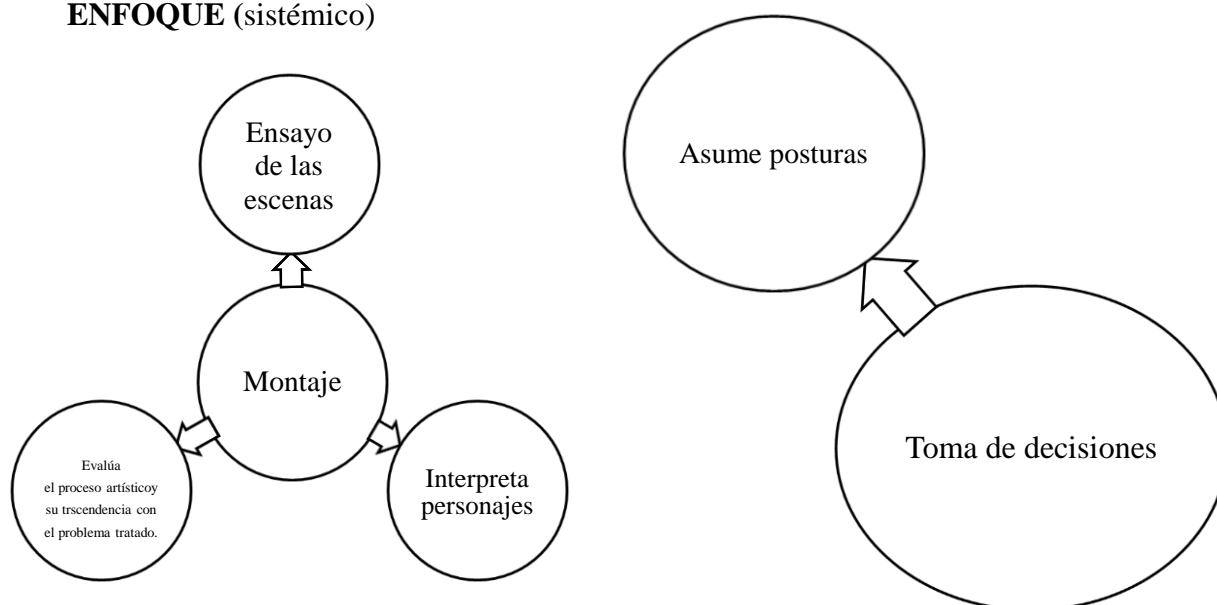 ENFOQUE (sistémico)
Ensayo
de las
escenas
Montaje
Evalúa
el proceso artísticoy
su trscendencia con
el problema tratado.
Interpreta
personajes
Asume posturas
Toma de decisiones